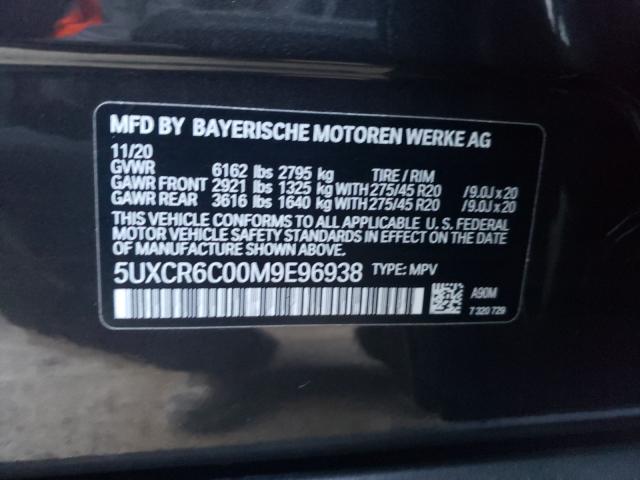 MFD BY BAYERISCHE MOTOREN WERKE AG
11/20
GVWR 6162 lbs 2795 kg TIRE / RIM
GAWR FRONT 2921 lbs 1325 kg WITH 275/45 R20 /9.0J x 20
GAWR REAR 3616 lbs 1640 kg WITH 275/45 R20 /9.0J x 20
THIS VEHICLE CONFORMS TO ALL APPLICABLE U. S. FEDERAL
MOTOR VEHICLE SAFETY STANDARDS IN EFFECT ON THE
DATE OF MANUFACTURE SHOWN ABOVE.
5UXCR6C00M9E96938 TYPE: MPV
A90M
7 320 729